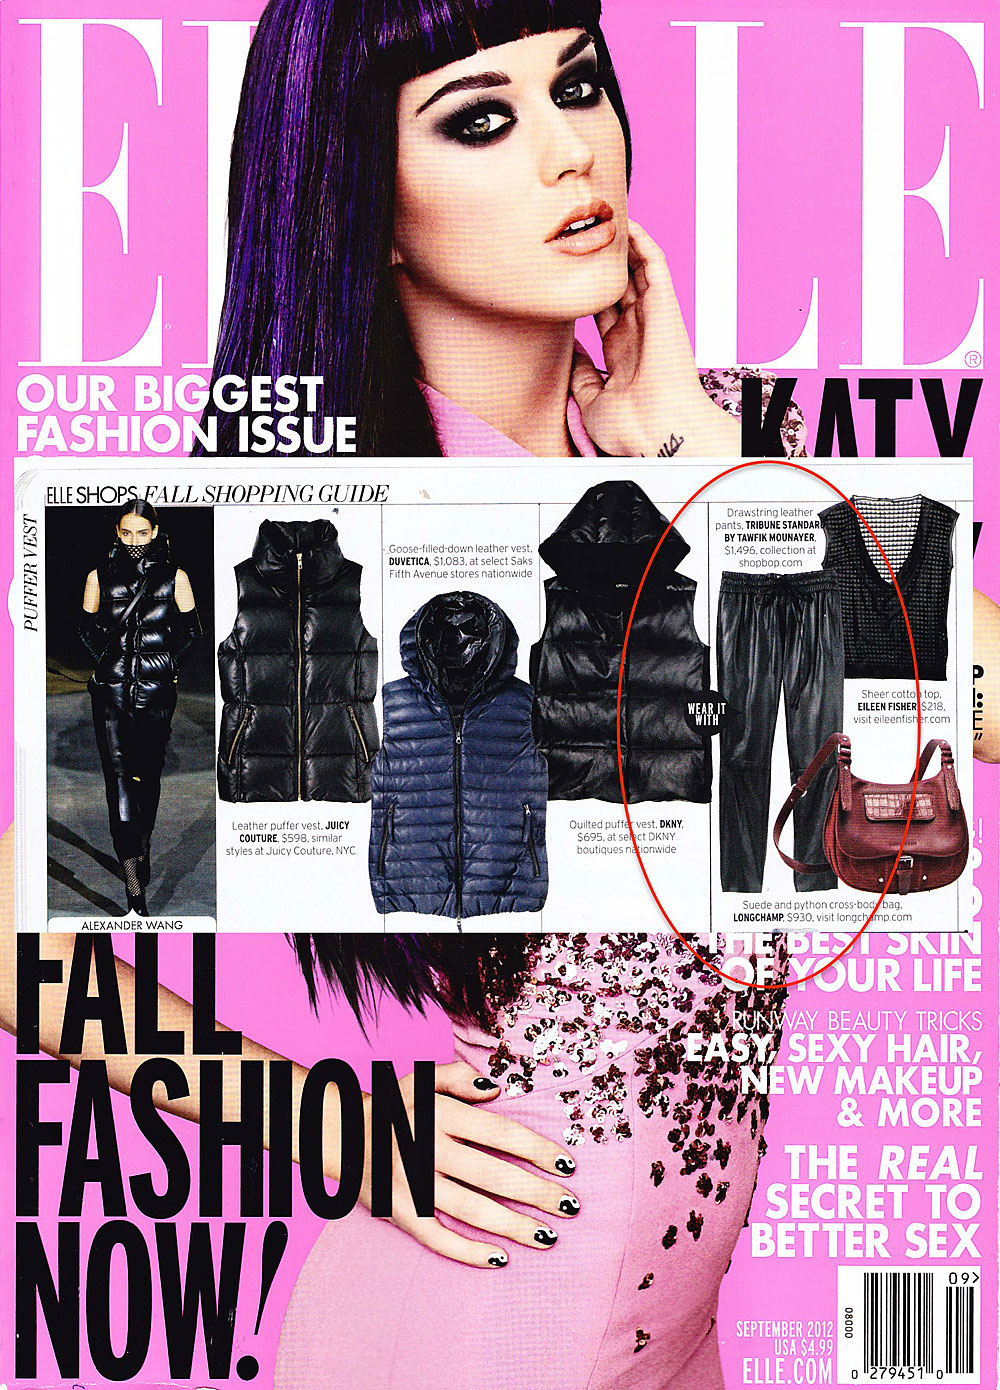 ELLE
®
OUR BIGGEST
FASHION ISSUE
KATY
ELLE SHOPS FALL SHOPPING GUIDE
PUFFER VEST
ALEXANDER WANG
Leather puffer vest, JUICY
COUTURE, $598, similar
styles at Juicy Couture, NYC
Goose-filled-down leather vest,
DUVETICA, $1,083, at select Saks
Fifth Avenue stores nationwide
Quilted puffer vest, DKNY,
$695, at select DKNY
boutiques nationwide
WEAR IT
WITH
Drawstring leather
pants, TRIBUNE STANDARD
BY TAWFIK MOUNAYER,
$1,496, collection at
shopbop.com
Sheer cotton top,
EILEEN FISHER, $218,
visit eileenfisher.com
Suede and python cross-body bag,
LONGCHAMP, $930, visit longchamp.com
FALL
FASHION
NOW!
THE BEST SKIN
OF YOUR LIFE
RUNWAY BEAUTY TRICKS
EASY, SEXY HAIR,
NEW MAKEUP
& MORE
THE REAL
SECRET TO
BETTER SEX
SEPTEMBER 2012
USA $4.99
ELLE.COM
09>
08000
0 279451 0